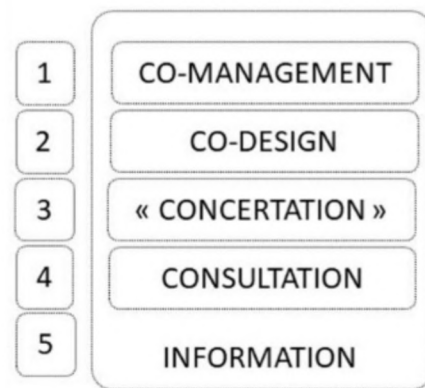 1 CO-MANAGEMENT
2 CO-DESIGN
3 « CONCERTATION »
4 CONSULTATION
5 INFORMATION